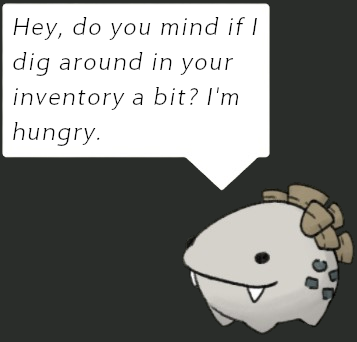 Hey, do you mind if I
dig around in your
inventory a bit? I'm
hungry.